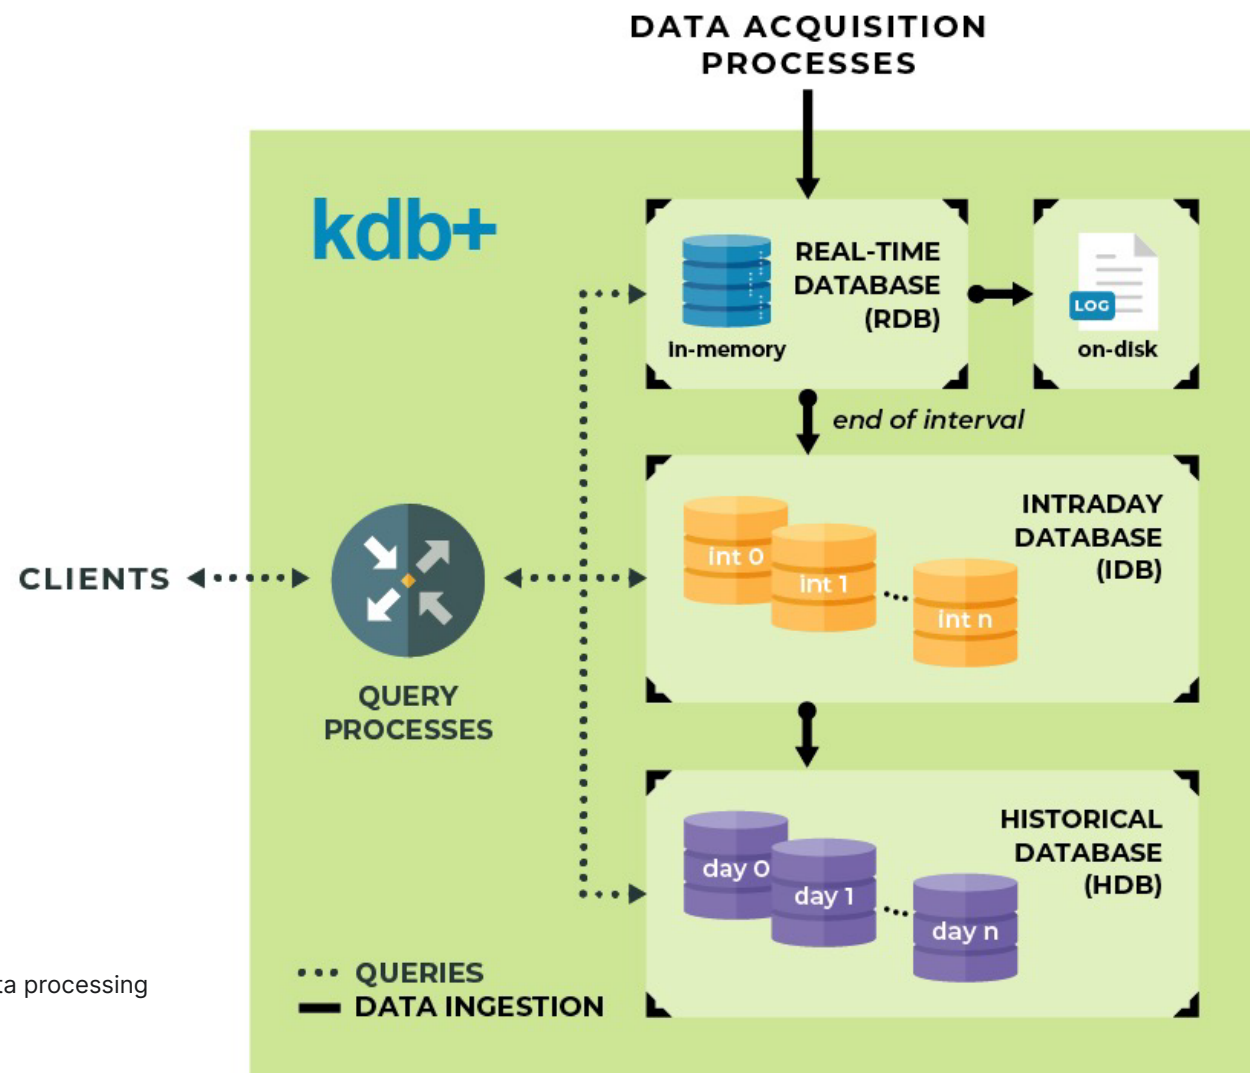 DATA ACQUISITION
PROCESSES
kdb+
REAL-TIME
DATABASE
(RDB)
in-memory
LOG
on-disk
end of interval
INTRADAY
DATABASE
(IDB)
int 0
int 1
int n
CLIENTS
QUERY
PROCESSES
HISTORICAL
DATABASE
(HDB)
day 0
day 1
day n
QUERIES
DATA INGESTION
processing